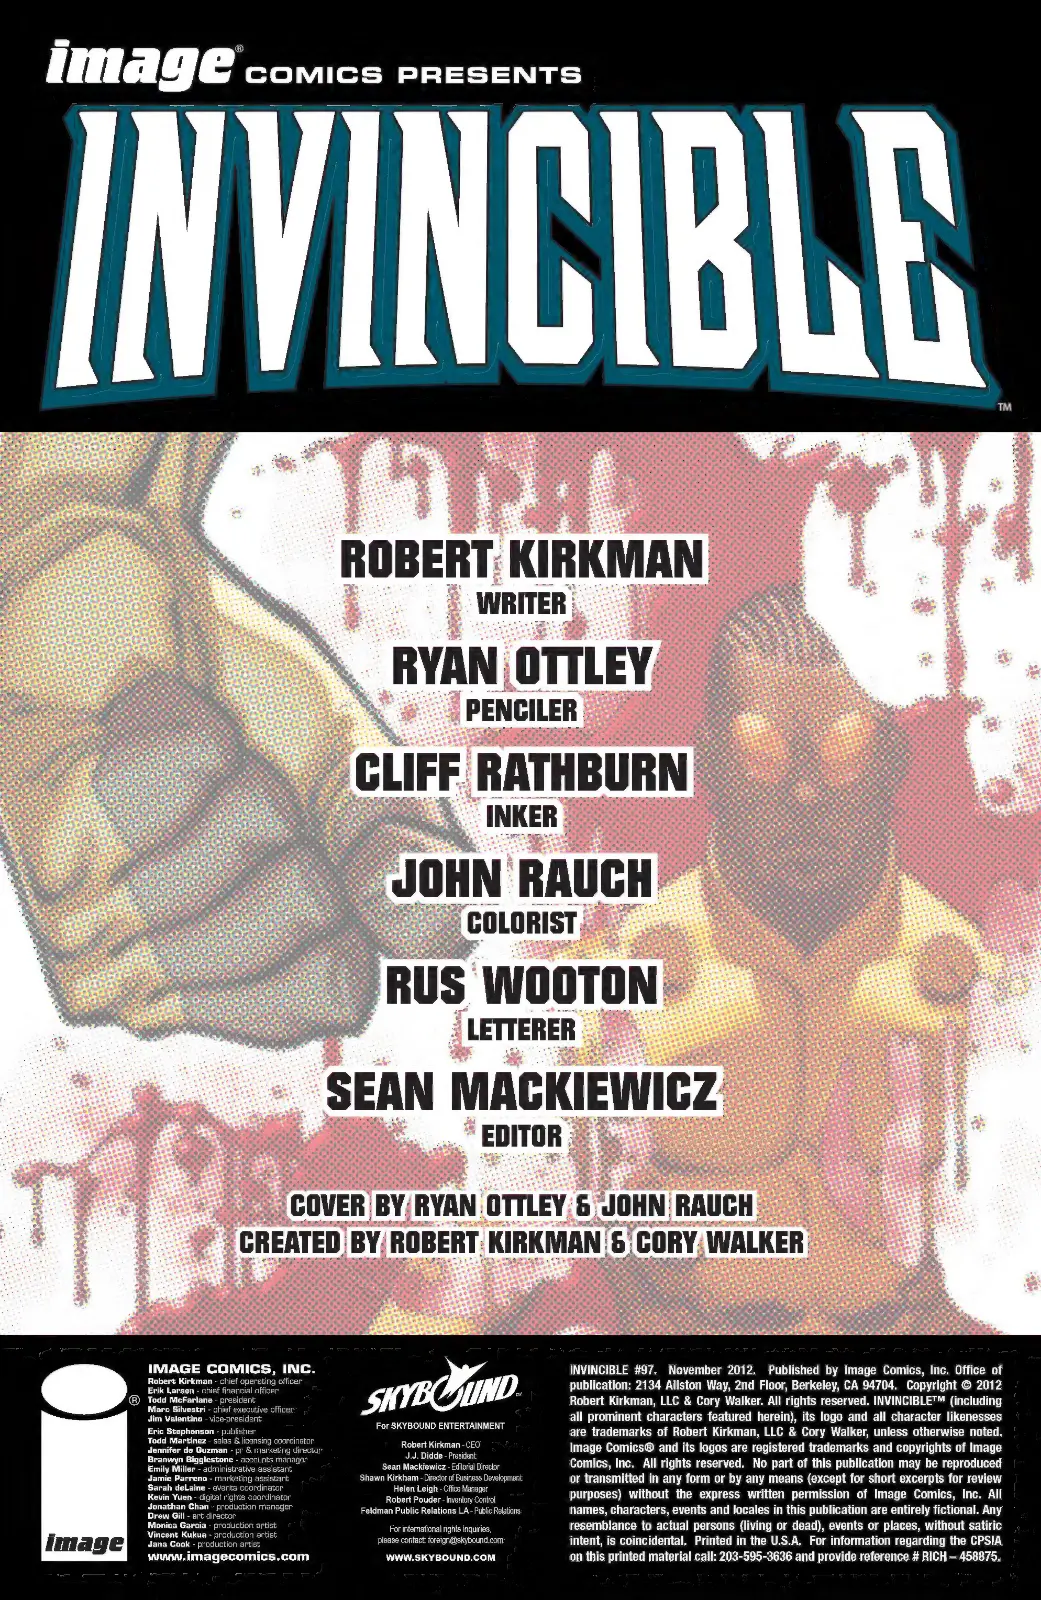 image® COMICS PRESENTS
INVINCIBLE
TM
ROBERT KIRKMAN
WRITER
RYAN OTTLEY
PENCILER
CLIFF RATHBURN
INKER
JOHN RAUCH
COLORIST
RUS WOOTON
LETTERER
SEAN MACKIEWICZ
EDITOR
COVER BY RYAN OTTLEY & JOHN RAUCH
CREATED BY ROBERT KIRKMAN & CORY WALKER
®
image
IMAGE COMICS, INC.
Robert Kirkman - chief operating officer
Erik Larsen - chief financial officer
Todd McFarlane - president
Marc Silvestri - chief executive officer
Jim Valentino - vice-president
Eric Stephenson - publisher
Todd Martinez - sales & licensing coordinator
Jennifer de Guzman - pr & marketing director
Branwyn Bigglestone - accounts manager
Emily Miller - administrative assistant
Jamie Parreno - marketing assistant
Sarah deLaine - events coordinator
Kevin Yuen - digital rights coordinator
Jonathan Chan - production manager
Drew Gill - art director
Monica Garcia - production artist
Vincent Kukua - production artist
Jana Cook - production artist
www.imagecomics.com
SKYBOUND
For SKYBOUND ENTERTAINMENT
Robert Kirkman - CEO
J.J. Didde - President
Sean Mackiewicz - Editorial Director
Shawn Kirkham - Director of Business Development
Helen Leigh - Office Manager
Robert Pouder - Inventory Control
Feldman Public Relations LA - Public Relations
For international rights inquiries,
please contact: foreign@skybound.com
WWW.SKYBOUND.COM
INVINCIBLE #97. November 2012. Published by Image Comics, Inc. Office of
publication: 2134 Allston Way, 2nd Floor, Berkeley, CA 94704. Copyright © 2012
Robert Kirkman, LLC & Cory Walker. All rights reserved. INVINCIBLE™ (including
all prominent characters featured herein), its logo and all character likenesses
are trademarks of Robert Kirkman, LLC & Cory Walker, unless otherwise noted.
Image Comics® and its logos are registered trademarks and copyrights of Image
Comics, Inc. All rights reserved. No part of this publication may be reproduced
or transmitted in any form or by any means (except for short excerpts for review
purposes) without the express written permission of Image Comics, Inc. All
names, characters, events and locales in this publication are entirely fictional. Any
resemblance to actual persons (living or dead), events or places, without satiric
intent, is coincidental. Printed in the U.S.A. For information regarding the CPSIA
on this printed material call: 203-595-3636 and provide reference # RICH – 458875.